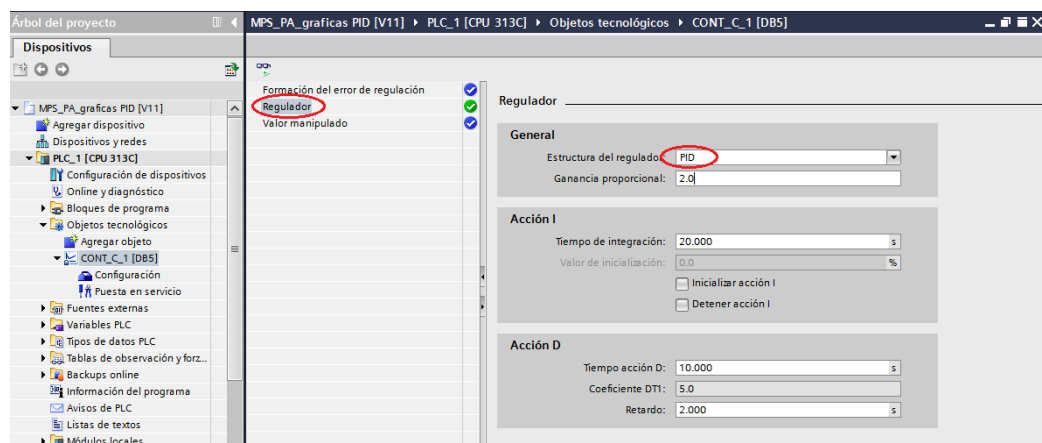 Árbol del proyecto
MPS_PA_graficas PID [V11] ▸ PLC_1 [CPU 313C] ▸ Objetos tecnológicos ▸ CONT_C_1 [DB5]
Dispositivos
MPS_PA_graficas PID [V11]
Agregar dispositivo
Dispositivos y redes
PLC_1 [CPU 313C]
Configuración de dispositivos
Online y diagnóstico
Bloques de programa
Objetos tecnológicos
Agregar objeto
CONT_C_1 [DB5]
Configuración
Puesta en servicio
Fuentes externas
Variables PLC
Tipos de datos PLC
Tablas de observación y forz...
Backups online
Información del programa
Avisos de PLC
Listas de textos
Módulos locales
Formación del error de regulación
Regulador
Valor manipulado
Regulador
General
Estructura del regulador: PID
Ganancia proporcional: 2.0
Acción I
Tiempo de integración: 20.000 s
Valor de inicialización: 0.0 %
Inicializar acción I
Detener acción I
Acción D
Tiempo acción D: 10.000 s
Coeficiente DT1: 5.0
Retardo: 2.000 s